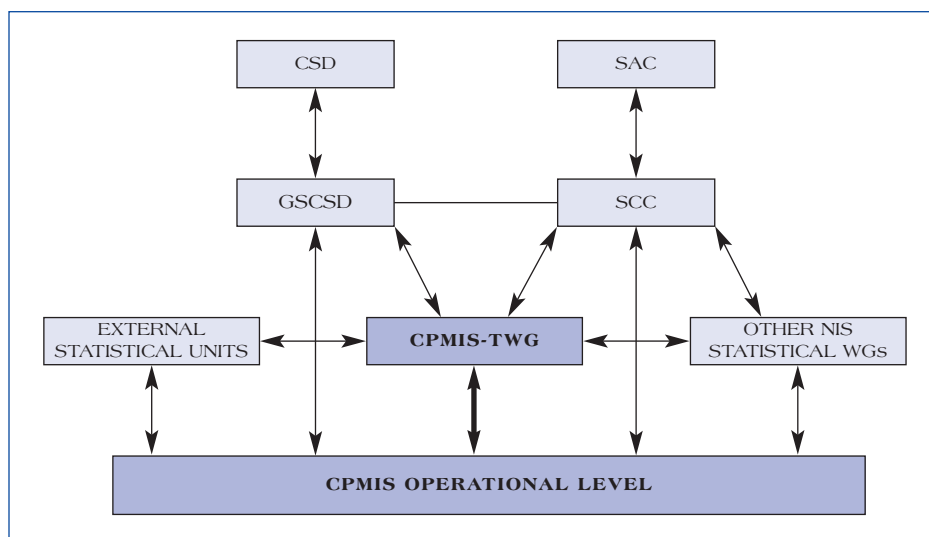 CSD
SAC
GSCSD
SCC
EXTERNAL
STATISTICAL UNITS
CPMIS-TWG
OTHER NIS
STATISTICAL WGs
CPMIS OPERATIONAL LEVEL